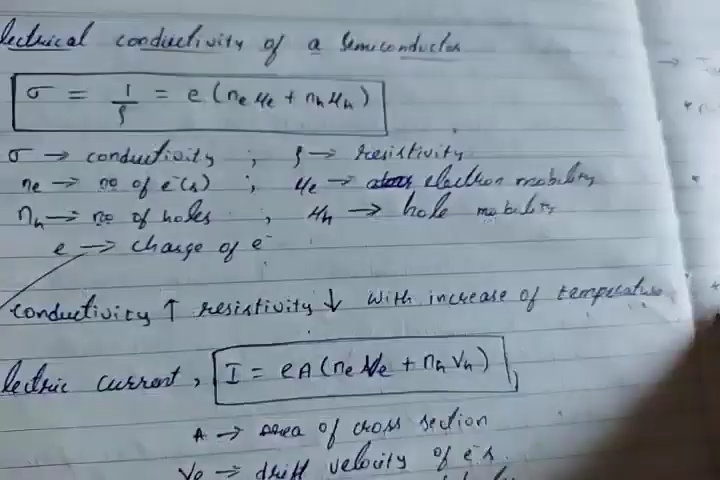 lectrical conductivity of a semiconductor
σ = 1/ρ = e (ne μe + nh μh)
σ → conductivity ; ρ → resistivity
ne → no of e⁻(s) ; μe → electron mobility
nh → no of holes , μh → hole mobility
e → charge of e⁻
conductivity ↑ resistivity ↓ with increase of temperature
lectric current, I = eA (ne Ve + nh Vh) ,
A → area of cross section
Ve → drift velocity of e⁻s.